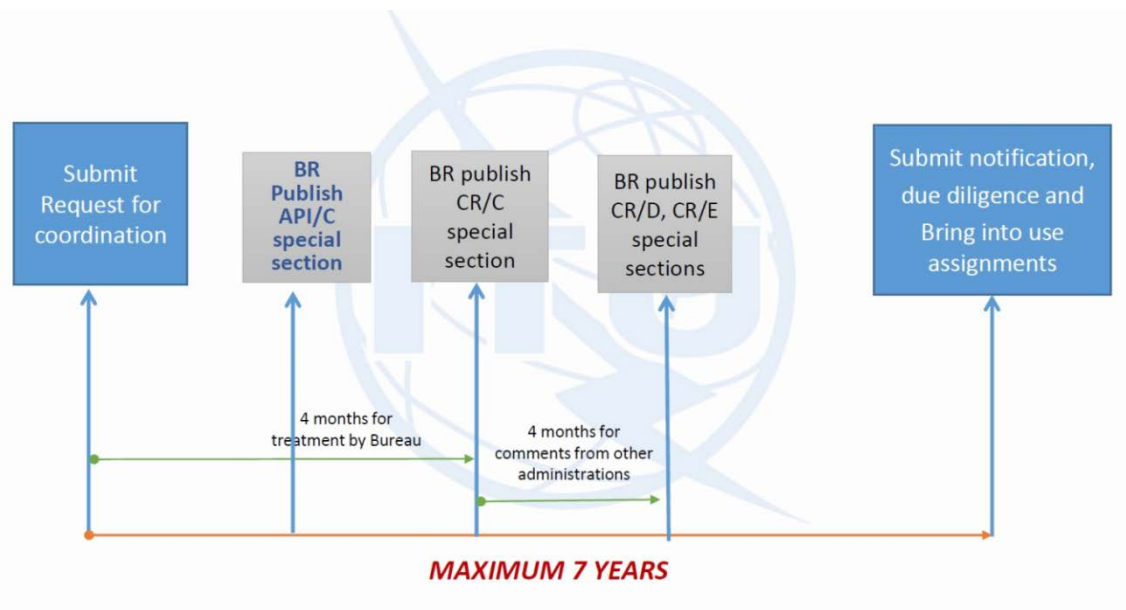 Submit
Request for
coordination
BR
Publish
API/C
special
section
BR publish
CR/C
special
section
BR publish
CR/D, CR/E
special
sections
Submit notification,
due diligence and
Bring into use
assignments
ITU
4 months for
treatment by Bureau
4 months for
comments from other
administrations
MAXIMUM 7 YEARS